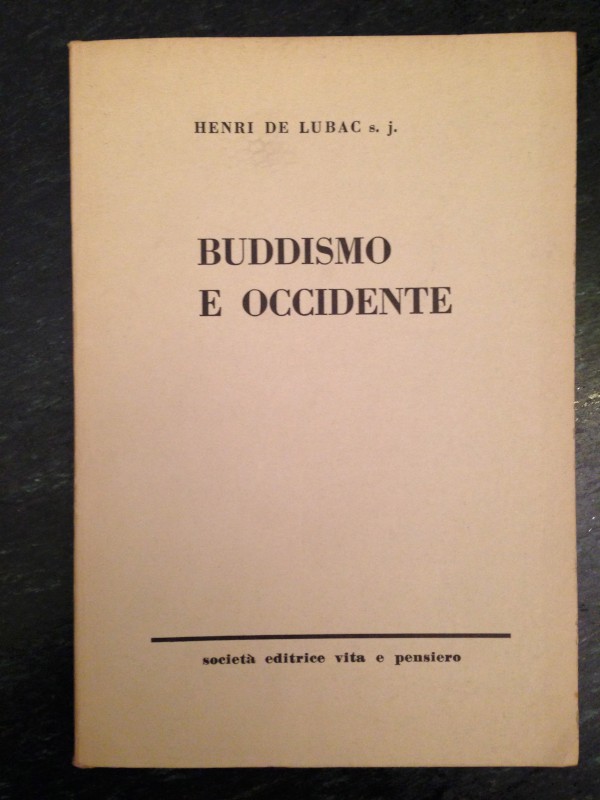 HENRI DE LUBAC s. j.
BUDDISMO
E OCCIDENTE
società editrice vita e pensiero